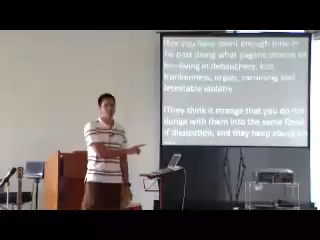 For you have spent enough time in
the past doing what pagans choose to
do—living in debauchery, lust,
drunkenness, orgies, carousing and
detestable idolatry.
They think it strange that you do not
plunge with them into the same flood
of dissipation, and they heap abuse on